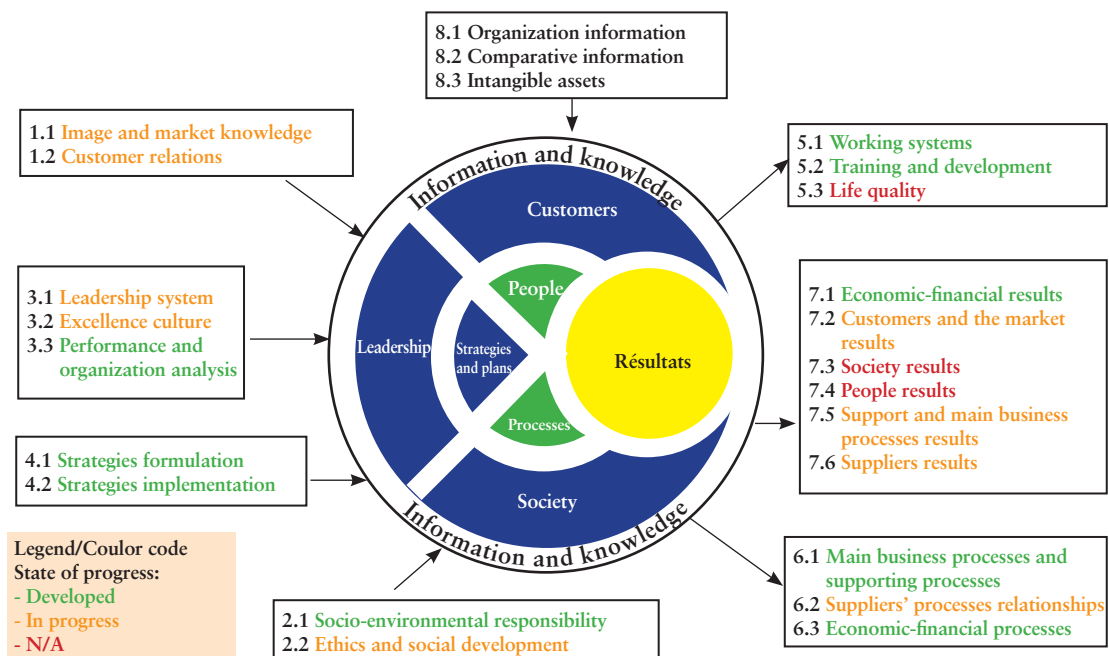 8.1 Organization information
8.2 Comparative information
8.3 Intangible assets
1.1 Image and market knowledge
1.2 Customer relations
5.1 Working systems
5.2 Training and development
5.3 Life quality
Information and knowledge
Customers
People
Leadership
Strategies
and plans
Résultats
Processes
Society
Information and knowledge
3.1 Leadership system
3.2 Excellence culture
3.3 Performance and
organization analysis
7.1 Economic-financial results
7.2 Customers and the market
results
7.3 Society results
7.4 People results
7.5 Support and main business
processes results
7.6 Suppliers results
4.1 Strategies formulation
4.2 Strategies implementation
Legend/Coulor code
State of progress:
- Developed
- In progress
- N/A
2.1 Socio-environmental responsibility
2.2 Ethics and social development
6.1 Main business processes and
supporting processes
6.2 Suppliers' processes relationships
6.3 Economic-financial processes